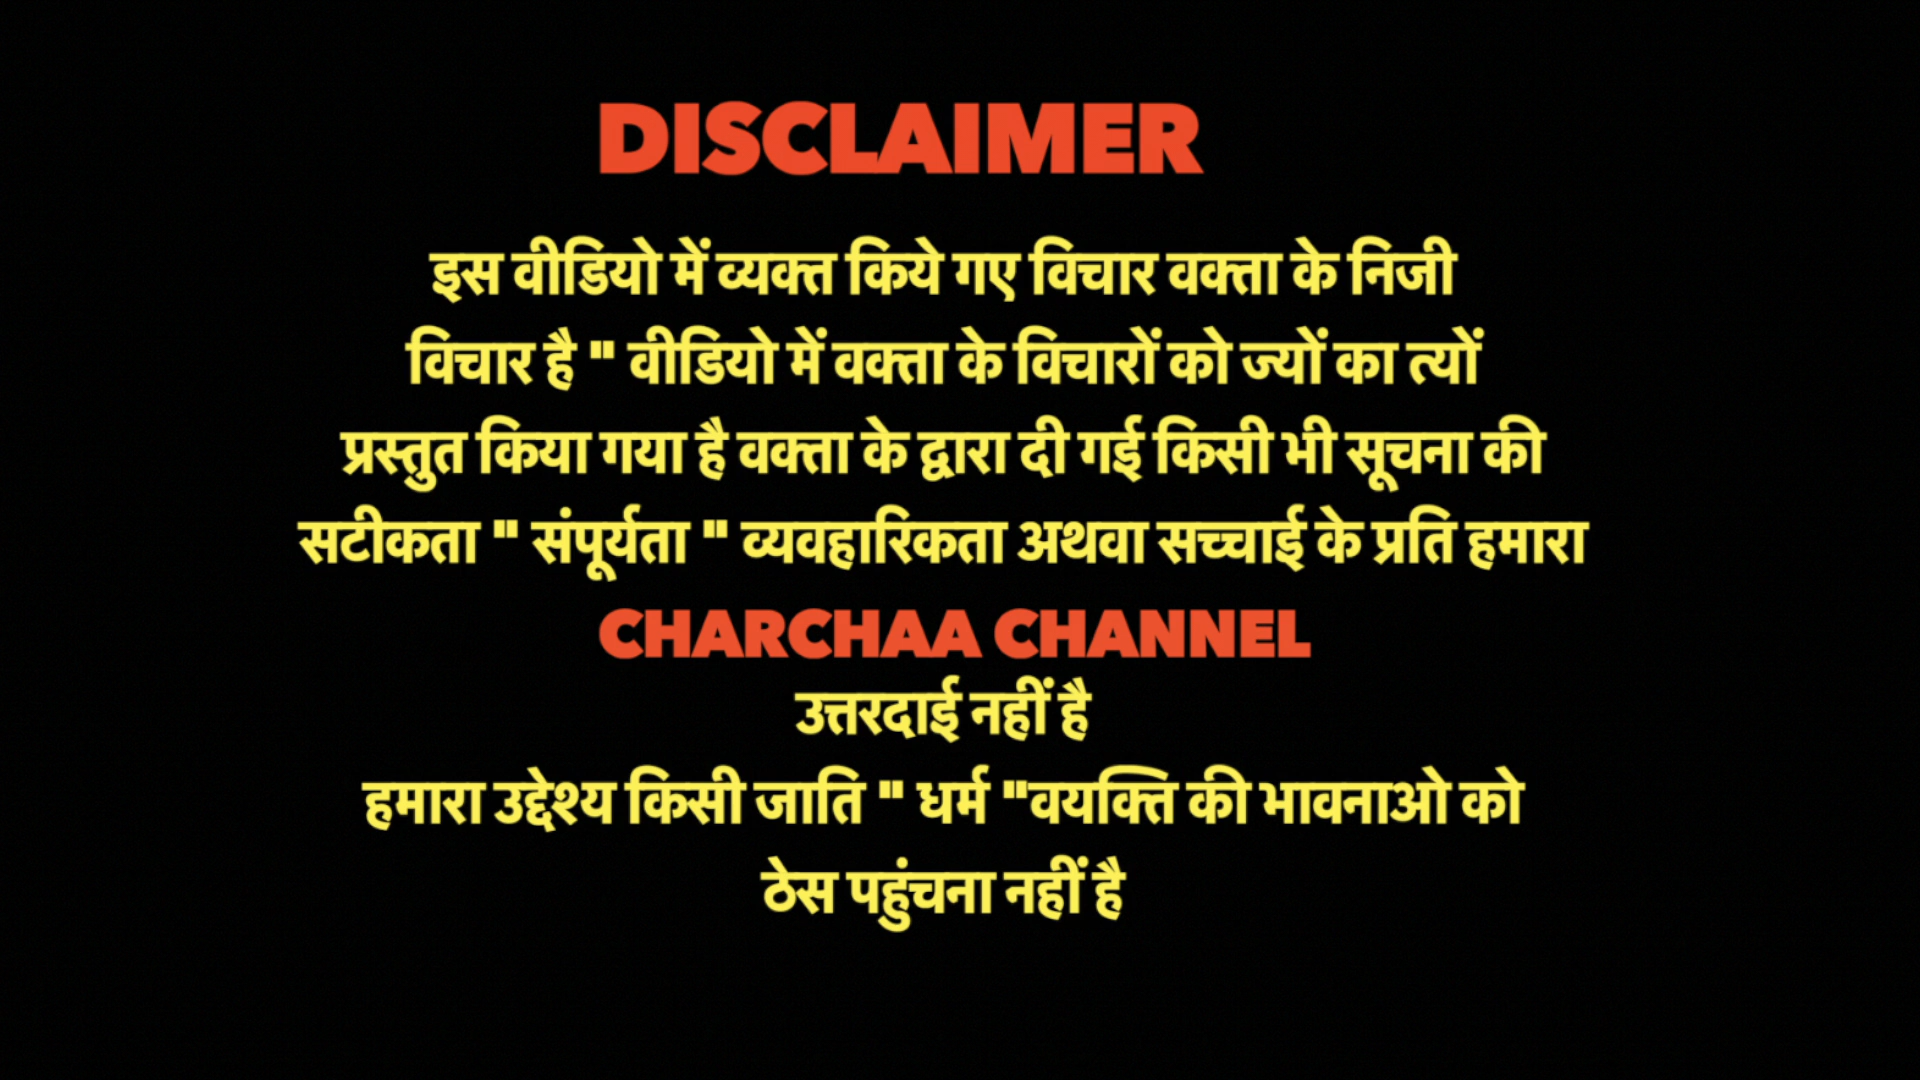 DISCLAIMER
इस वीडियो में व्यक्त किये गए विचार वक्ता के निजी
विचार है " वीडियो में वक्ता के विचारों को ज्यों का त्यों
प्रस्तुत किया गया है वक्ता के द्वारा दी गई किसी भी सूचना की
सटीकता " संपूर्यता " व्यवहारिकता अथवा सच्चाई के प्रति हमारा
CHARCHAA CHANNEL
उत्तरदाई नहीं है
हमारा उद्देश्य किसी जाति " धर्म "वयक्ति की भावनाओ को
ठेस पहुंचना नहीं है